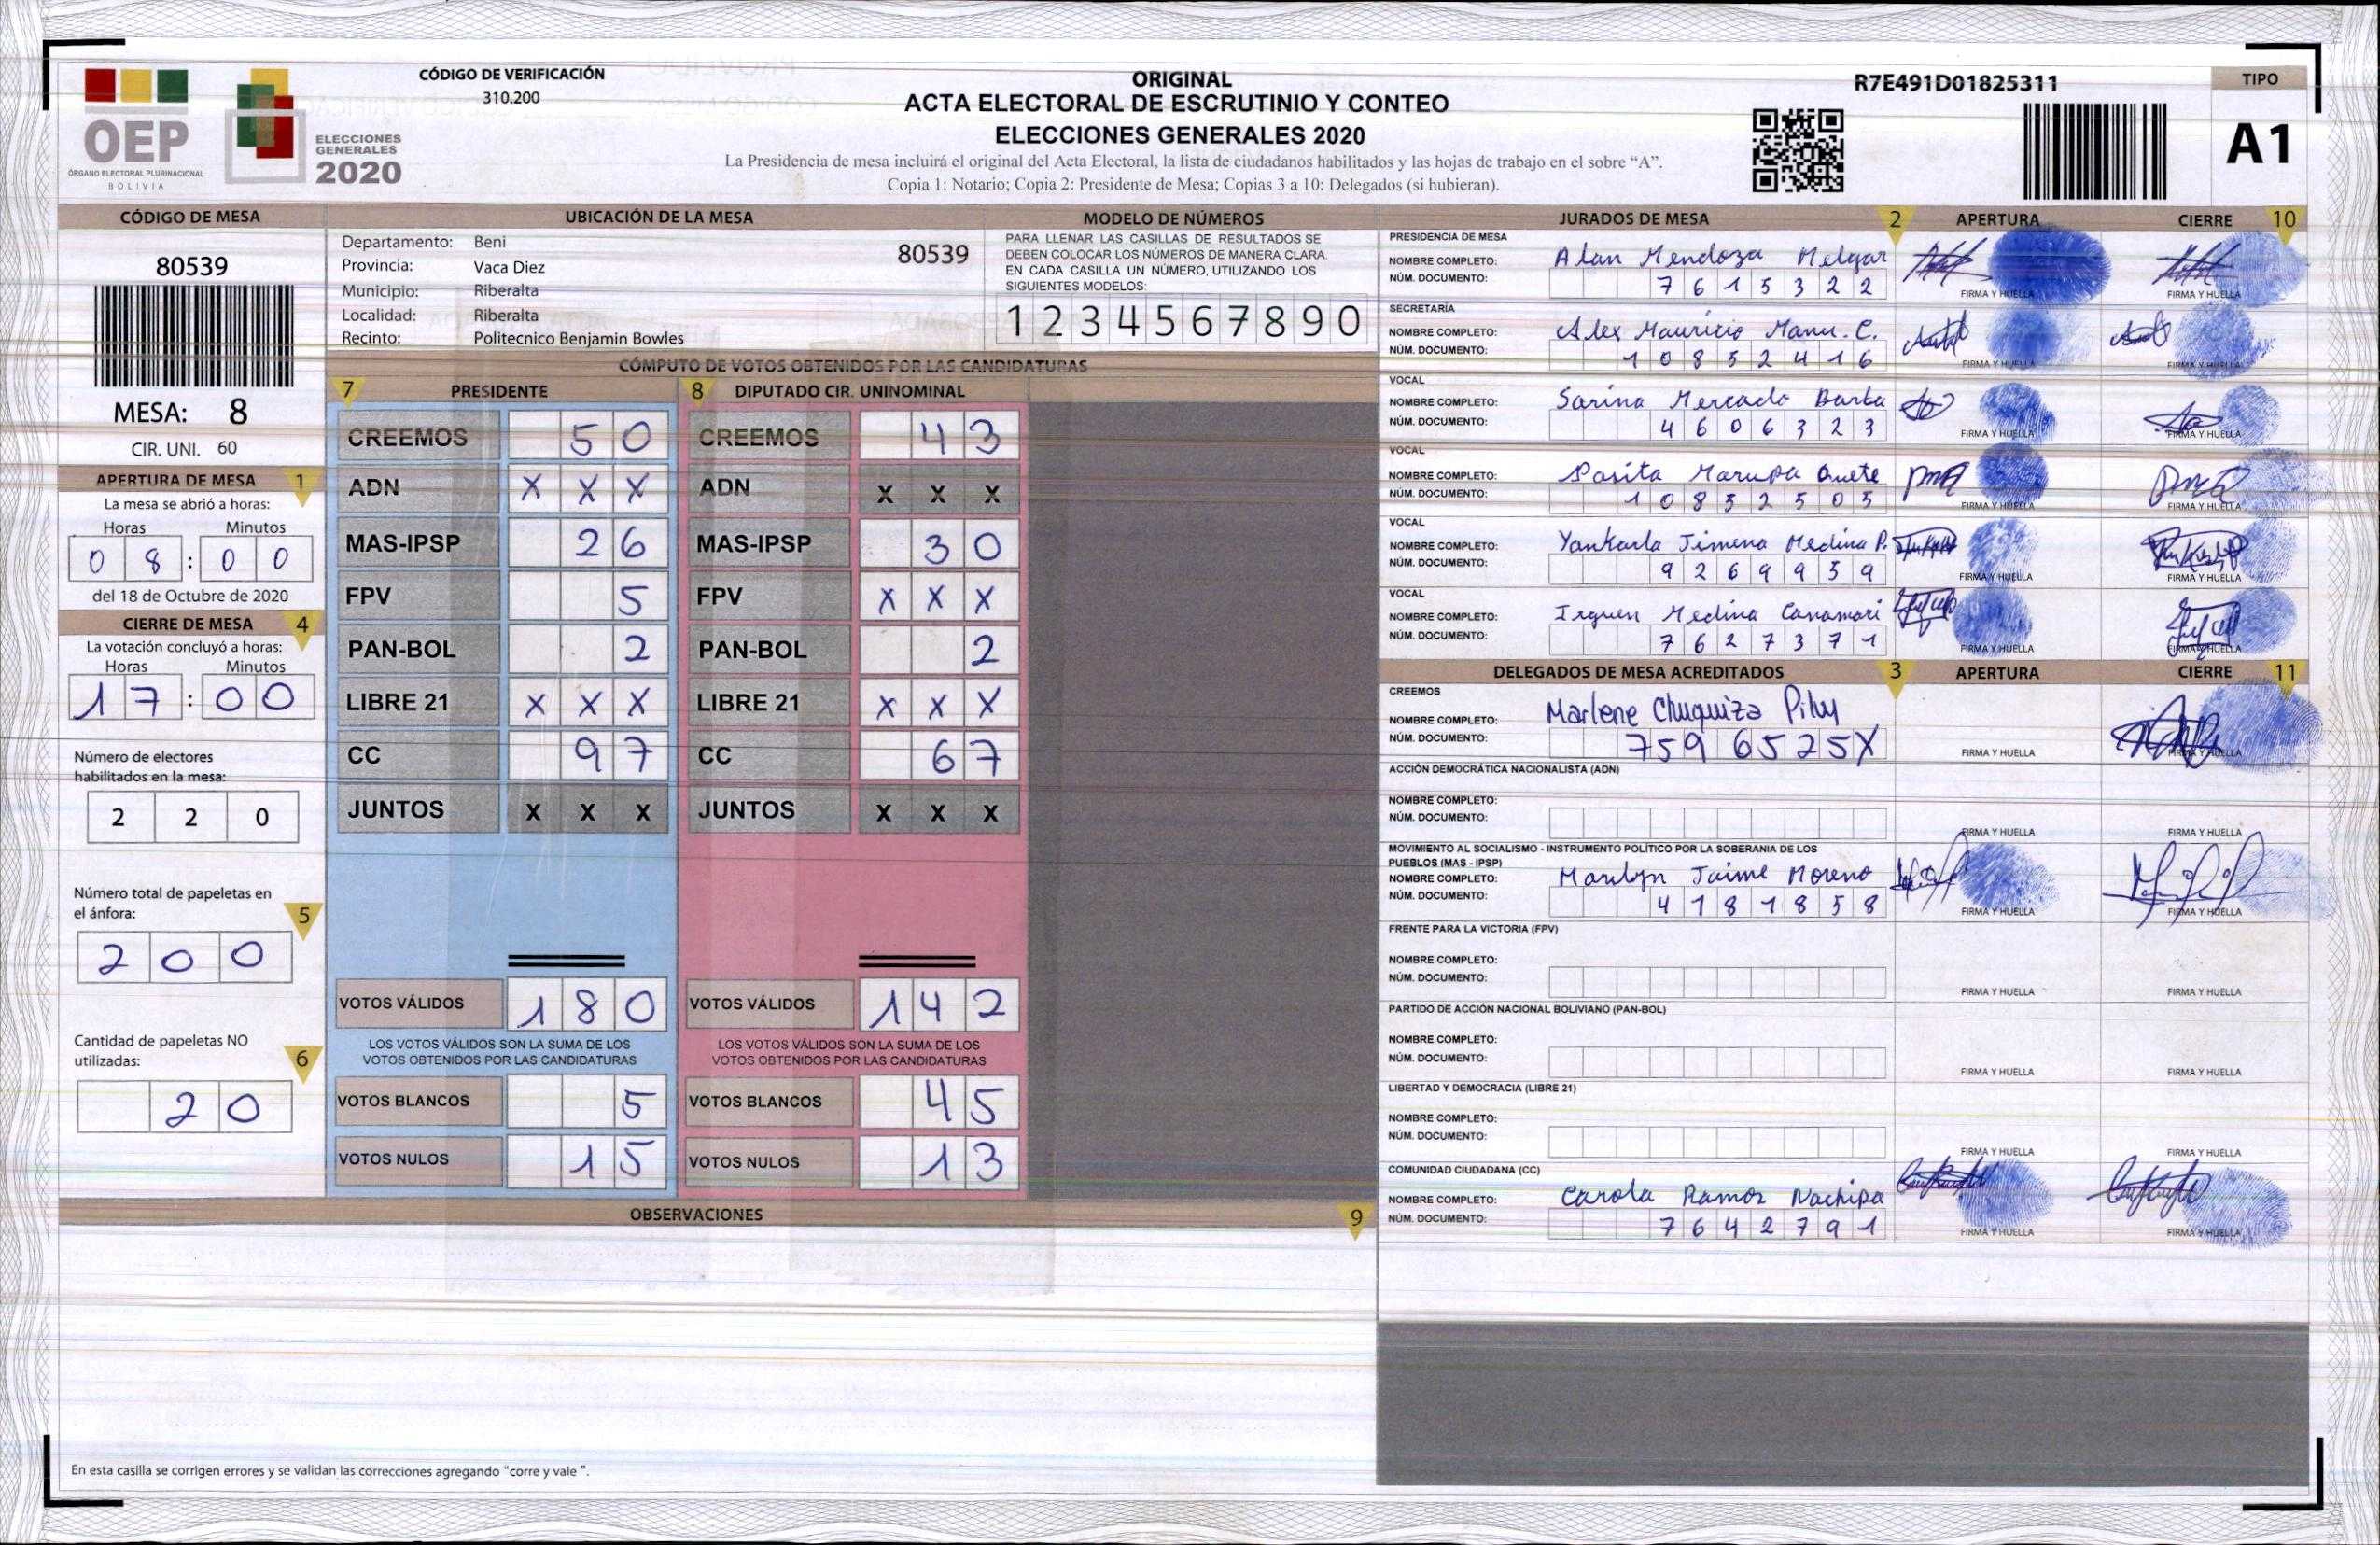 CÓDIGO DE VERIFICACIÓN
310.200
OEP
ÓRGANO ELECTORAL PLURINACIONAL
BOLIVIA
ELECCIONES
GENERALES
2020
ORIGINAL
ACTA ELECTORAL DE ESCRUTINIO Y CONTEO
ELECCIONES GENERALES 2020
La Presidencia de mesa incluirá el original del Acta Electoral, la lista de ciudadanos habilitados y las hojas de trabajo en el sobre “A”.
Copia 1: Notario; Copia 2: Presidente de Mesa; Copias 3 a 10: Delegados (si hubieran).
R7E491D01825311
TIPO
A1
CÓDIGO DE MESA
80539
MESA: 8
CIR. UNI. 60
APERTURA DE MESA 1
La mesa se abrió a horas:
Horas Minutos
0 8 : 0 0
del 18 de Octubre de 2020
CIERRE DE MESA 4
La votación concluyó a horas:
Horas Minutos
1 7 : 0 0
Número de electores
habilitados en la mesa:
2 2 0
Número total de papeletas en
el ánfora:
5
2 0 0
Cantidad de papeletas NO
utilizadas:
6
2 0
UBICACIÓN DE LA MESA
Departamento: Beni
80539
Provincia: Vaca Diez
Municipio: Riberalta
Localidad: Riberalta
Recinto: Politecnico Benjamin Bowles
MODELO DE NÚMEROS
PARA LLENAR LAS CASILLAS DE RESULTADOS SE
DEBEN COLOCAR LOS NÚMEROS DE MANERA CLARA.
EN CADA CASILLA UN NÚMERO, UTILIZANDO LOS
SIGUIENTES MODELOS:
1 2 3 4 5 6 7 8 9 0
CÓMPUTO DE VOTOS OBTENIDOS POR LAS CANDIDATURAS
7 PRESIDENTE
CREEMOS 5 0
ADN X X X
MAS-IPSP 2 6
FPV 5
PAN-BOL 2
LIBRE 21 X X X
CC 9 7
JUNTOS X X X
VOTOS VÁLIDOS 1 8 0
LOS VOTOS VÁLIDOS SON LA SUMA DE LOS
VOTOS OBTENIDOS POR LAS CANDIDATURAS
VOTOS BLANCOS 5
VOTOS NULOS 1 5
8 DIPUTADO CIR. UNINOMINAL
CREEMOS 4 3
ADN X X X
MAS-IPSP 3 0
FPV X X X
PAN-BOL 2
LIBRE 21 X X X
CC 6 7
JUNTOS X X X
VOTOS VÁLIDOS 1 4 2
LOS VOTOS VÁLIDOS SON LA SUMA DE LOS
VOTOS OBTENIDOS POR LAS CANDIDATURAS
VOTOS BLANCOS 4 5
VOTOS NULOS 1 3
OBSERVACIONES 9
En esta casilla se corrigen errores y se validan las correcciones agregando “corre y vale ”.
JURADOS DE MESA 2 APERTURA CIERRE 10
PRESIDENCIA DE MESA
NOMBRE COMPLETO: Alan Mendoza Melgar
NÚM. DOCUMENTO: 7 6 1 5 3 2 2
FIRMA Y HUELLA FIRMA Y HUELLA
SECRETARÍA
NOMBRE COMPLETO: Alex Mauricio Manu. C.
NÚM. DOCUMENTO: 1 0 8 5 2 4 1 6
FIRMA Y HUELLA FIRMA Y HUELLA
VOCAL
NOMBRE COMPLETO: Sarina Mercado Barba
NÚM. DOCUMENTO: 4 6 0 6 3 2 3
FIRMA Y HUELLA FIRMA Y HUELLA
VOCAL
NOMBRE COMPLETO: Marupa
NÚM. DOCUMENTO: 1 0 8 5 2 5 0 5
FIRMA Y HUELLA FIRMA Y HUELLA
VOCAL
NOMBRE COMPLETO: Yankarla Jimena Medina P.
NÚM. DOCUMENTO: 9 2 6 9 9 5 9
FIRMA Y HUELLA FIRMA Y HUELLA
VOCAL
NOMBRE COMPLETO: Medina Canamari
NÚM. DOCUMENTO: 7 6 2 7 3 7 1
FIRMA Y HUELLA FIRMA Y HUELLA
DELEGADOS DE MESA ACREDITADOS 3 APERTURA CIERRE 11
CREEMOS
NOMBRE COMPLETO: Marlene
NÚM. DOCUMENTO: 7596525X
FIRMA Y HUELLA FIRMA Y HUELLA
ACCIÓN DEMOCRÁTICA NACIONALISTA (ADN)
NOMBRE COMPLETO:
NÚM. DOCUMENTO:
FIRMA Y HUELLA FIRMA Y HUELLA
MOVIMIENTO AL SOCIALISMO - INSTRUMENTO POLÍTICO POR LA SOBERANIA DE LOS
PUEBLOS (MAS - IPSP)
NOMBRE COMPLETO: Marilyn Jaime Moreno
NÚM. DOCUMENTO: 4 1 8 1 8 5 8
FIRMA Y HUELLA FIRMA Y HUELLA
FRENTE PARA LA VICTORIA (FPV)
NOMBRE COMPLETO:
NÚM. DOCUMENTO:
FIRMA Y HUELLA FIRMA Y HUELLA
PARTIDO DE ACCIÓN NACIONAL BOLIVIANO (PAN-BOL)
NOMBRE COMPLETO:
NÚM. DOCUMENTO:
FIRMA Y HUELLA FIRMA Y HUELLA
LIBERTAD Y DEMOCRACIA (LIBRE 21)
NOMBRE COMPLETO:
NÚM. DOCUMENTO:
FIRMA Y HUELLA FIRMA Y HUELLA
COMUNIDAD CIUDADANA (CC)
NOMBRE COMPLETO: Carola Ramos Nachipa
NÚM. DOCUMENTO: 7 6 4 2 7 9 1
FIRMA Y HUELLA FIRMA Y HUELLA